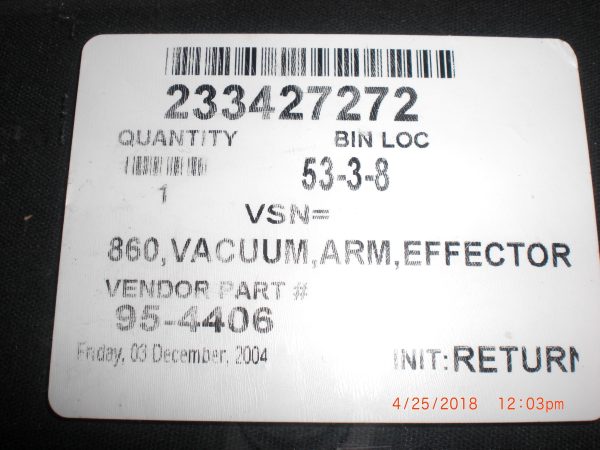 233427272
QUANTITY BIN LOC
1 53-3-8
VSN=
860,VACUUM,ARM,EFFECTOR
VENDOR PART #
95-4406
Friday, 03 December, 2004 INIT:RETURN
4/25/2018 12:03pm